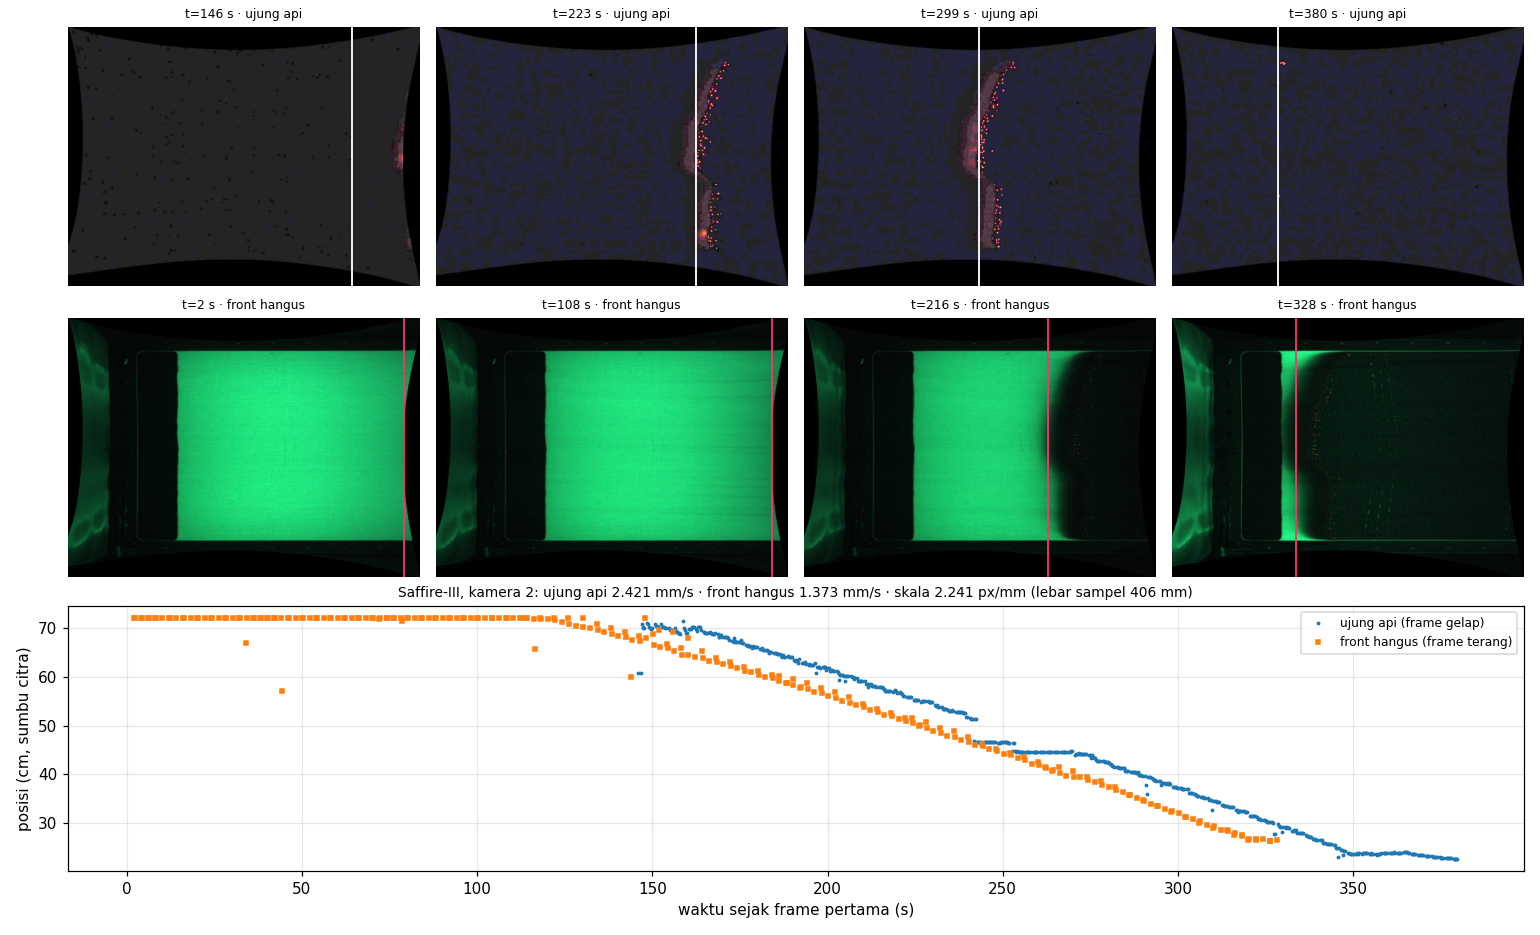 t=146 s · ujung api
t=223 s · ujung api
t=299 s · ujung api
t=380 s · ujung api
t=2 s · front hangus
t=108 s · front hangus
t=216 s · front hangus
t=328 s · front hangus
Saffire-III, kamera 2: ujung api 2.421 mm/s · front hangus 1.373 mm/s · skala 2.241 px/mm (lebar sampel 406 mm)
posisi (cm, sumbu citra)
70
60
50
40
30
ujung api (frame gelap)
front hangus (frame terang)
0
50
100
150
200
250
300
350
waktu sejak frame pertama (s)